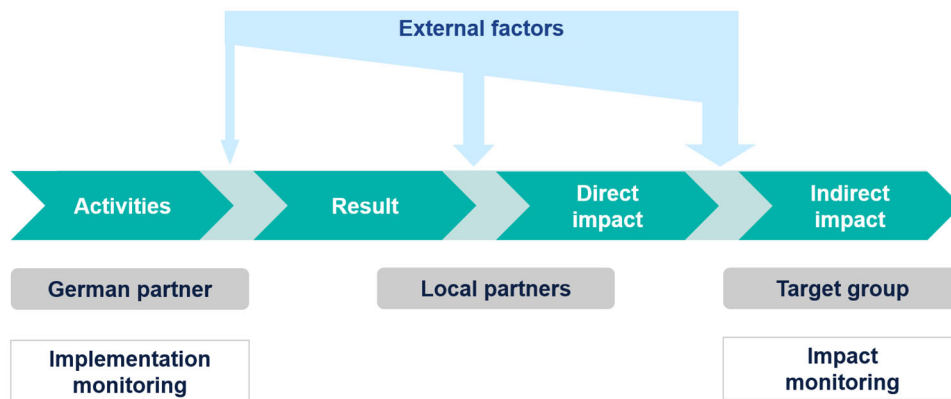 External factors
Activities
Result
Direct
impact
Indirect
impact
German partner
Local partners
Target group
Implementation
monitoring
Impact
monitoring